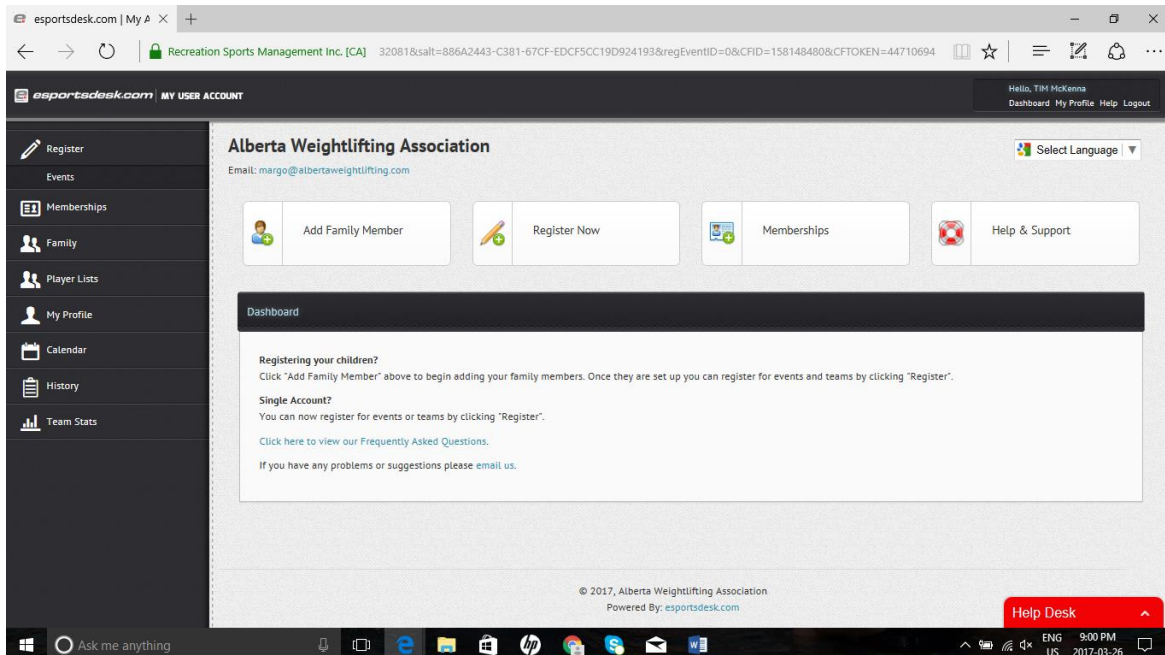 esportsdesk.com | My A
Recreation Sports Management Inc. [CA] 32081&salt=886A2443-C381-67CF-EDCF5CC19D924193&regEventID=0&CFID=158148480&CFTOKEN=44710694
esportsdesk.com MY USER ACCOUNT
Hello, TIM McKenna
Dashboard My Profile Help Logout
Register
Events
Memberships
Family
Player Lists
My Profile
Calendar
History
Team Stats
Alberta Weightlifting Association
Select Language
Email: margo@albertaweightlifting.com
Add Family Member
Register Now
Memberships
Help & Support
Dashboard
Registering your children?
Click "Add Family Member" above to begin adding your family members. Once they are set up you can register for events and teams by clicking "Register".
Single Account?
You can now register for events or teams by clicking "Register".
Click here to view our Frequently Asked Questions.
If you have any problems or suggestions please email us.
© 2017, Alberta Weightlifting Association
Powered By: esportsdesk.com
Help Desk
Ask me anything
hp
ENG
US
9:00 PM
2017-03-26